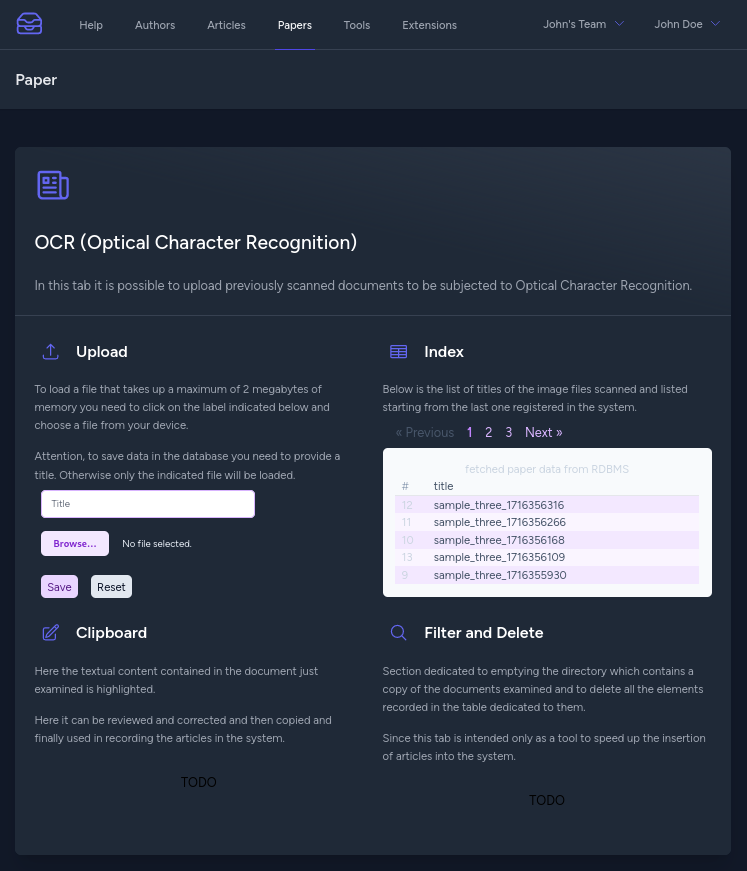 Help Authors Articles Papers Tools Extensions John's Team John Doe
Paper
OCR (Optical Character Recognition)
In this tab it is possible to upload previously scanned documents to be subjected to Optical Character Recognition.
Upload
To load a file that takes up a maximum of 2 megabytes of
memory you need to click on the label indicated below and
choose a file from your device.
Attention, to save data in the database you need to provide a
title. Otherwise only the indicated file will be loaded.
Title
Browse... No file selected.
Save Reset
Index
Below is the list of titles of the image files scanned and listed
starting from the last one registered in the system.
« Previous 1 2 3 Next »
fetched paper data from RDBMS
# title
12 sample_three_1716356316
11 sample_three_1716356266
10 sample_three_1716356168
13 sample_three_1716356109
9 sample_three_1716355930
Clipboard
Here the textual content contained in the document just
examined is highlighted.
Here it can be reviewed and corrected and then copied and
finally used in recording the articles in the system.
TODO
Filter and Delete
Section dedicated to emptying the directory which contains a
copy of the documents examined and to delete all the elements
recorded in the table dedicated to them.
Since this tab is intended only as a tool to speed up the insertion
of articles into the system.
TODO